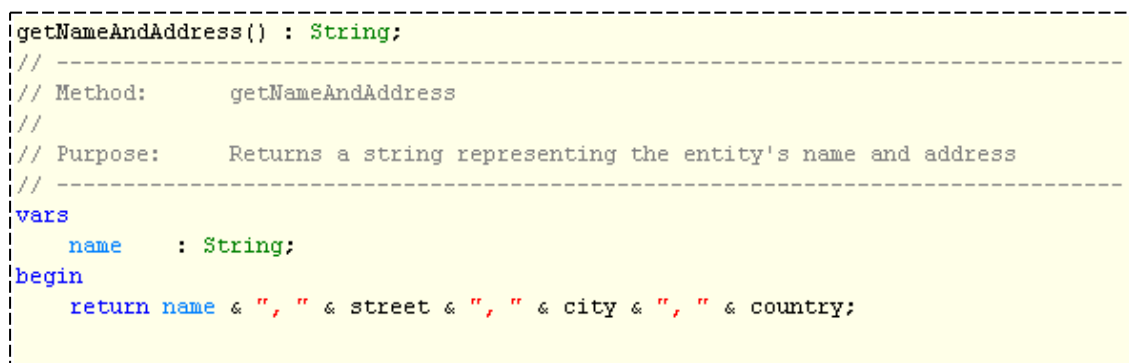 getNameAndAddress() : String;
// --------------------------------------------------------------------------------
// Method:      getNameAndAddress
//
// Purpose:     Returns a string representing the entity's name and address
// --------------------------------------------------------------------------------
vars
    name    : String;
begin
    return name & ", " & street & ", " & city & ", " & country;